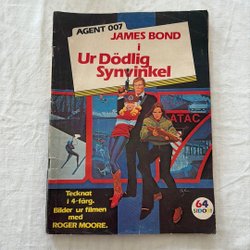 AGENT 007
JAMES BOND
i
Ur Dödlig
Synvinkel
ATAC
Tecknat
i 4-färg.
Bilder ur filmen
med
ROGER MOORE.
64
SIDOR